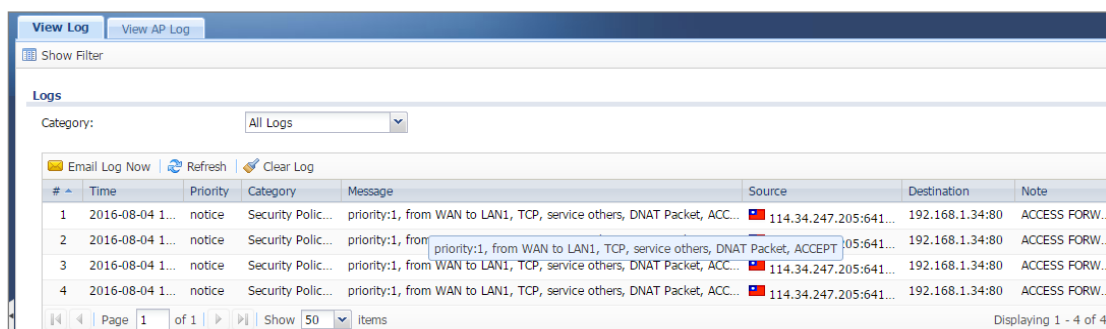 View Log View AP Log
Show Filter
Logs
Category: All Logs
Email Log Now Refresh Clear Log
# Time Priority Category Message Source Destination Note
1 2016-08-04 1... notice Security Polic... priority:1, from WAN to LAN1, TCP, service others, DNAT Packet, ACC... 114.34.247.205:641... 192.168.1.34:80 ACCESS FORW...
2 2016-08-04 1... notice Security Polic... priority:1, from 05:641... 192.168.1.34:80 ACCESS FORW...
priority:1, from WAN to LAN1, TCP, service others, DNAT Packet, ACCEPT
3 2016-08-04 1... notice Security Polic... priority:1, from WAN to LAN1, TCP, service others, DNAT Packet, ACC... 114.34.247.205:641... 192.168.1.34:80 ACCESS FORW...
4 2016-08-04 1... notice Security Polic... priority:1, from WAN to LAN1, TCP, service others, DNAT Packet, ACC... 114.34.247.205:641... 192.168.1.34:80 ACCESS FORW...
Page 1 of 1 Show 50 items Displaying 1 - 4 of 4